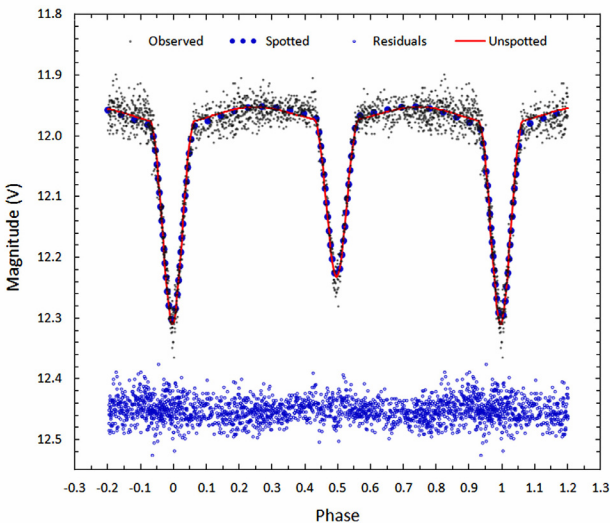 11.8
Observed Spotted Residuals Unspotted
11.9
12.0
12.1
12.2
12.3
12.4
12.5
Magnitude (V)
-0.3 -0.2 -0.1 0 0.1 0.2 0.3 0.4 0.5 0.6 0.7 0.8 0.9 1 1.1 1.2 1.3
Phase